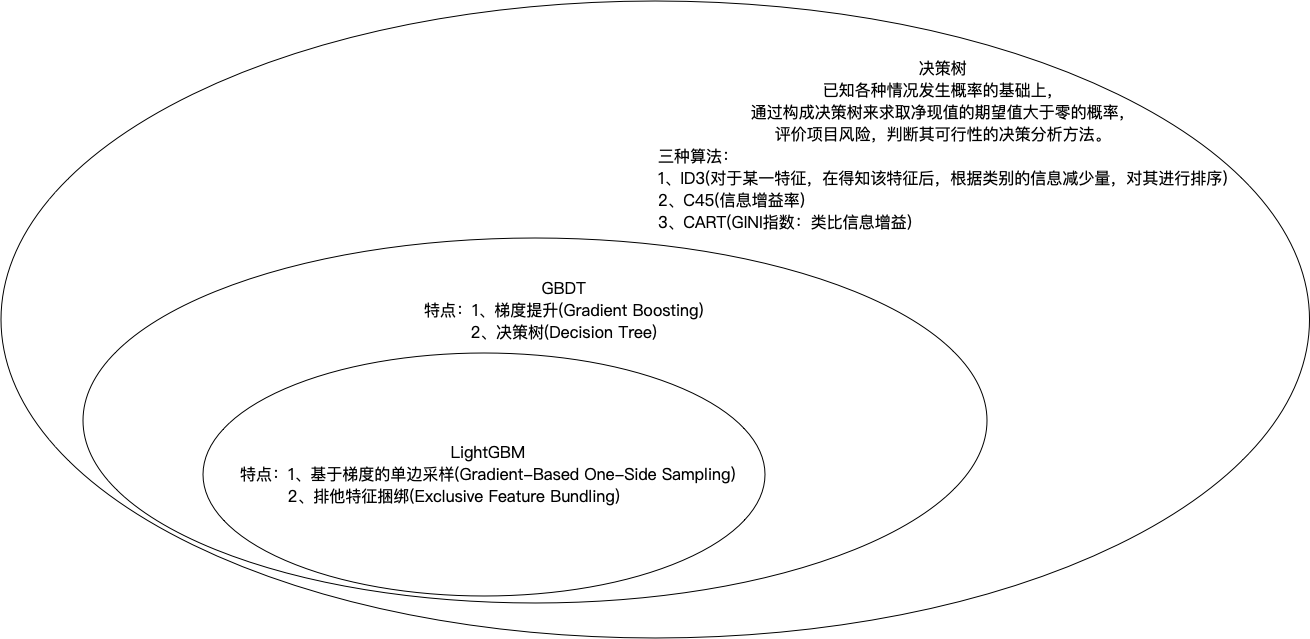 决策树
已知各种情况发生概率的基础上，
通过构成决策树来求取净现值的期望值大于零的概率，
评价项目风险，判断其可行性的决策分析方法。
三种算法：
1、ID3(对于某一特征，在得知该特征后，根据类别的信息减少量，对其进行排序)
2、C45(信息增益率)
3、CART(GINI指数：类比信息增益)
GBDT
特点：1、梯度提升(Gradient Boosting)
2、决策树(Decision Tree)
LightGBM
特点：1、基于梯度的单边采样(Gradient-Based One-Side Sampling)
2、排他特征捆绑(Exclusive Feature Bundling)